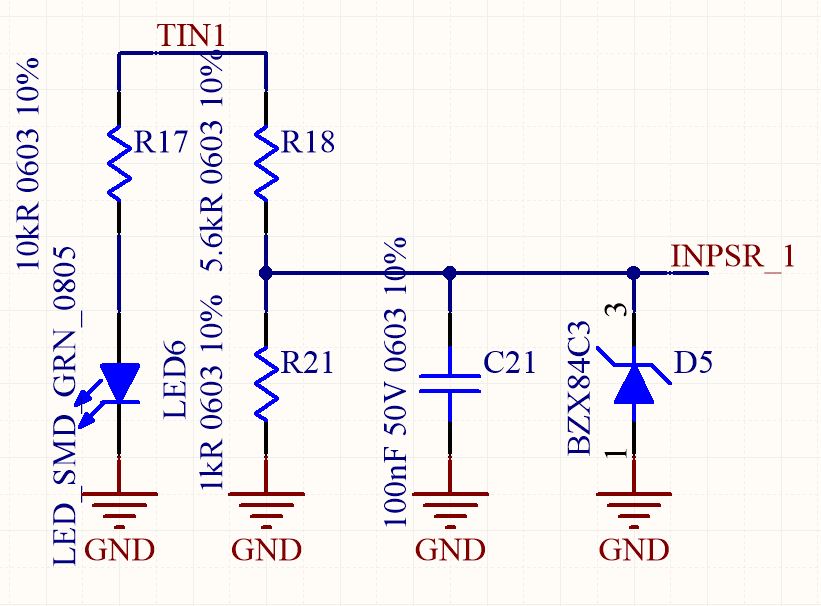 TIN1
10kR 0603 10%
R17
5.6kR 0603 10%
R18
INPSR_1
LED_SMD_GRN_0805
LED6
1kR 0603 10%
R21
100nF 50V 0603 10%
C21
BZX84C3
3
D5
1
GND
GND
GND
GND